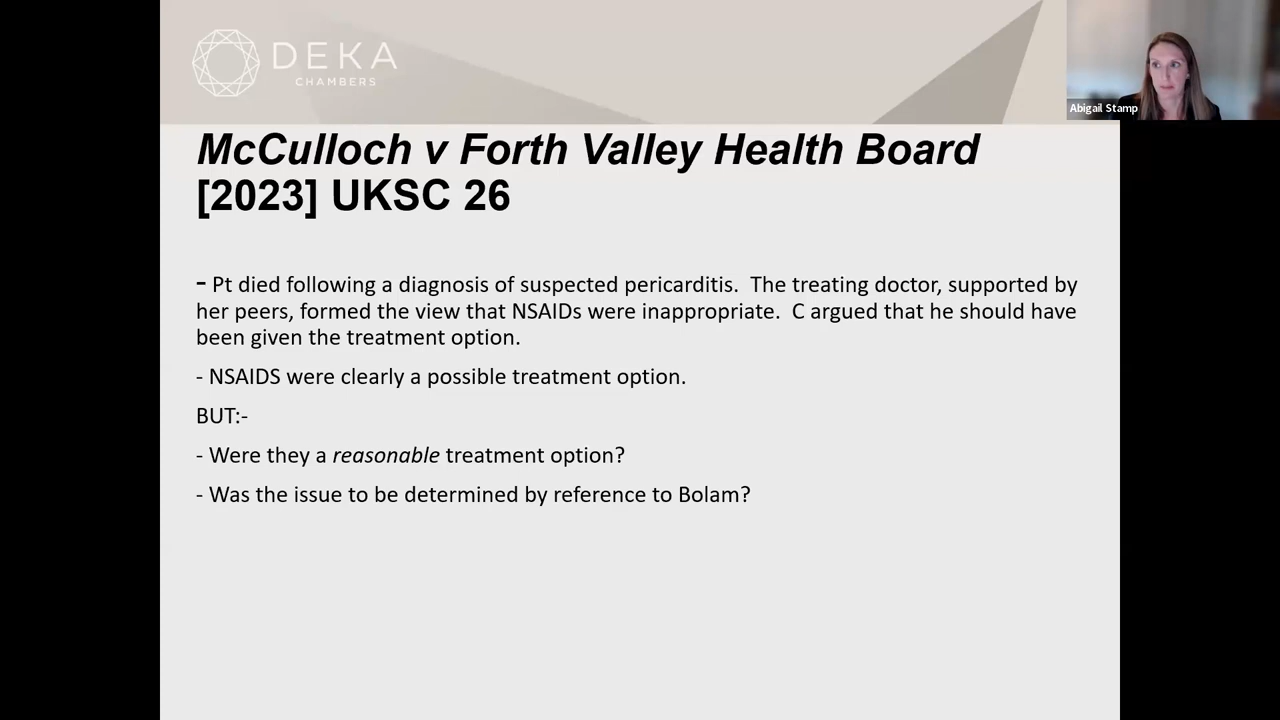 DEKA
CHAMBERS
Abigail Stamp
McCulloch v Forth Valley Health Board
[2023] UKSC 26
- Pt died following a diagnosis of suspected pericarditis.  The treating doctor, supported by
her peers, formed the view that NSAIDs were inappropriate.  C argued that he should have
been given the treatment option.
- NSAIDS were clearly a possible treatment option.
BUT:-
- Were they a reasonable treatment option?
- Was the issue to be determined by reference to Bolam?